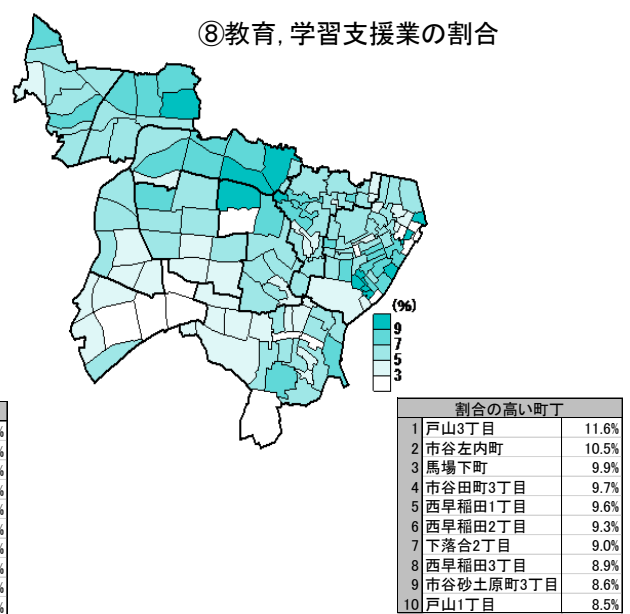 ⑧教育,学習支援業の割合
(%)
9
7
5
3
%
%
%
%
%
%
%
%
%
%
割合の高い町丁
1 戸山3丁目 11.6%
2 市谷左内町 10.5%
3 馬場下町 9.9%
4 市谷田町3丁目 9.7%
5 西早稲田1丁目 9.6%
6 西早稲田2丁目 9.3%
7 下落合2丁目 9.0%
8 西早稲田3丁目 8.9%
9 市谷砂土原町3丁目 8.6%
10 戸山1丁目 8.5%